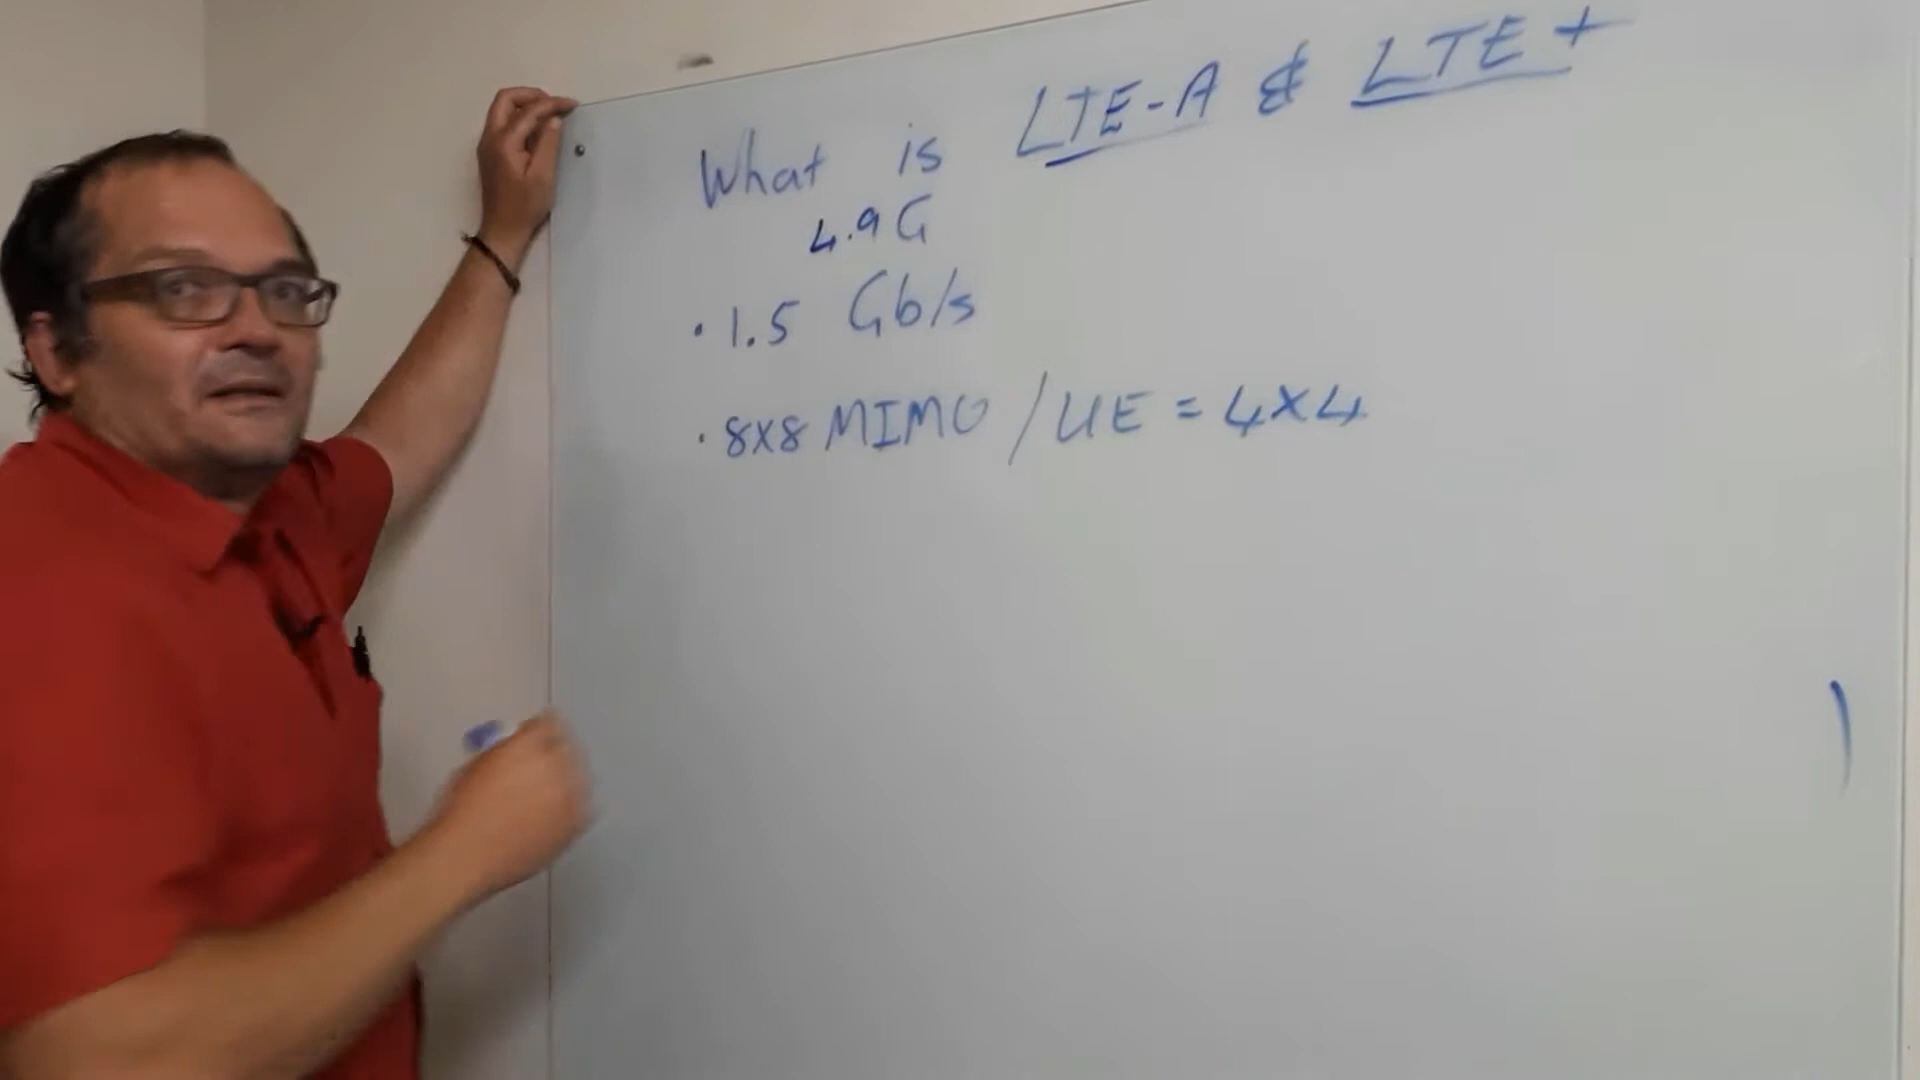 What is LTE-A & LTE+
4.9G
• 1.5 Gb/s
• 8x8 MIMO / UE = 4x4